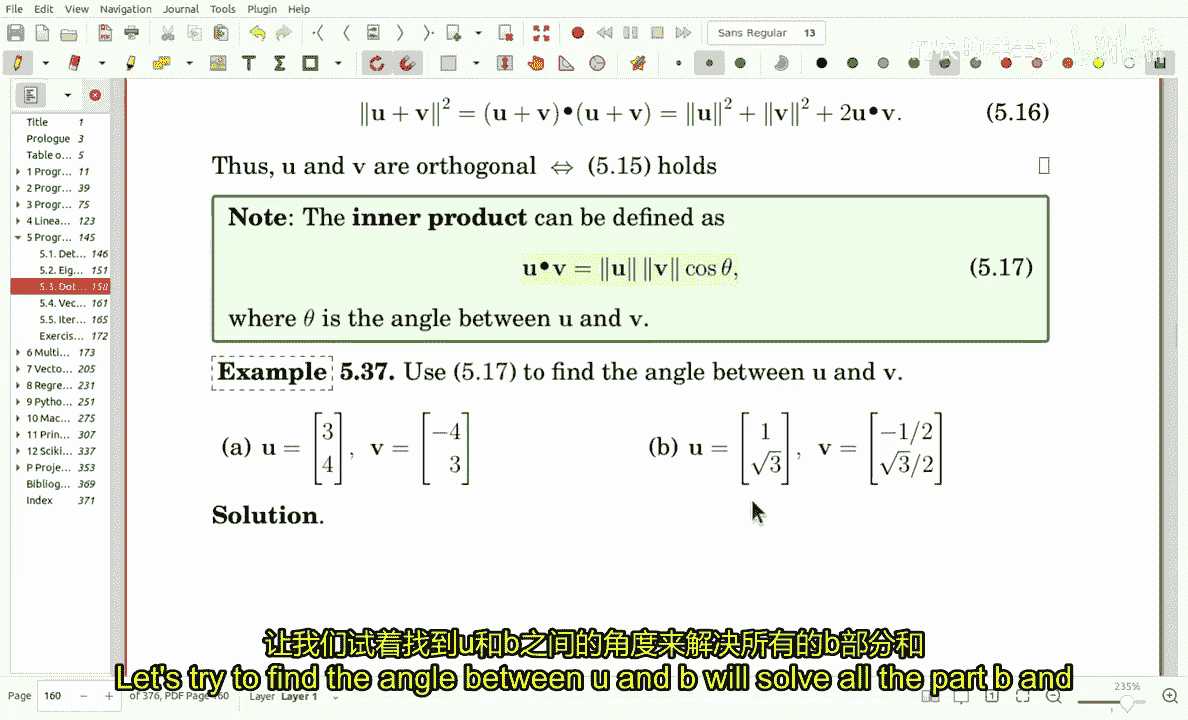 File Edit View Navigation Journal Tools Plugin Help
Sans Regular 13
Title 1
Prologue 3
Table o... 5
1 Progr... 11
2 Progr... 39
3 Progr... 75
4 Linea... 123
5 Progr... 145
5.1. Det... 146
5.2. Eig... 151
5.3. Dot... 158
5.4. Vec... 161
5.5. Iter... 165
Exercis... 172
6 Multi... 173
7 Vecto... 205
8 Regre... 231
9 Pytho... 251
10 Mac... 275
11 Prin... 307
12 Sciki... 337
P Proje... 353
Bibliog... 369
Index 371
‖u + v‖² = (u + v)•(u + v) = ‖u‖² + ‖v‖² + 2u•v. (5.16)
Thus, u and v are orthogonal ⇔ (5.15) holds □
Note: The inner product can be defined as
u•v = ‖u‖ ‖v‖ cos θ, (5.17)
where θ is the angle between u and v.
Example 5.37. Use (5.17) to find the angle between u and v.
(a) u = [3 4], v = [−4 3] (b) u = [1 √3], v = [−1/2 √3/2]
Solution.
让我们试着找到u和b之间的角度来解决所有的b部分和
Let's try to find the angle between u and b will solve all the part b and
Page 160 of 376, PDF Page 160 Layer Layer 1 235%